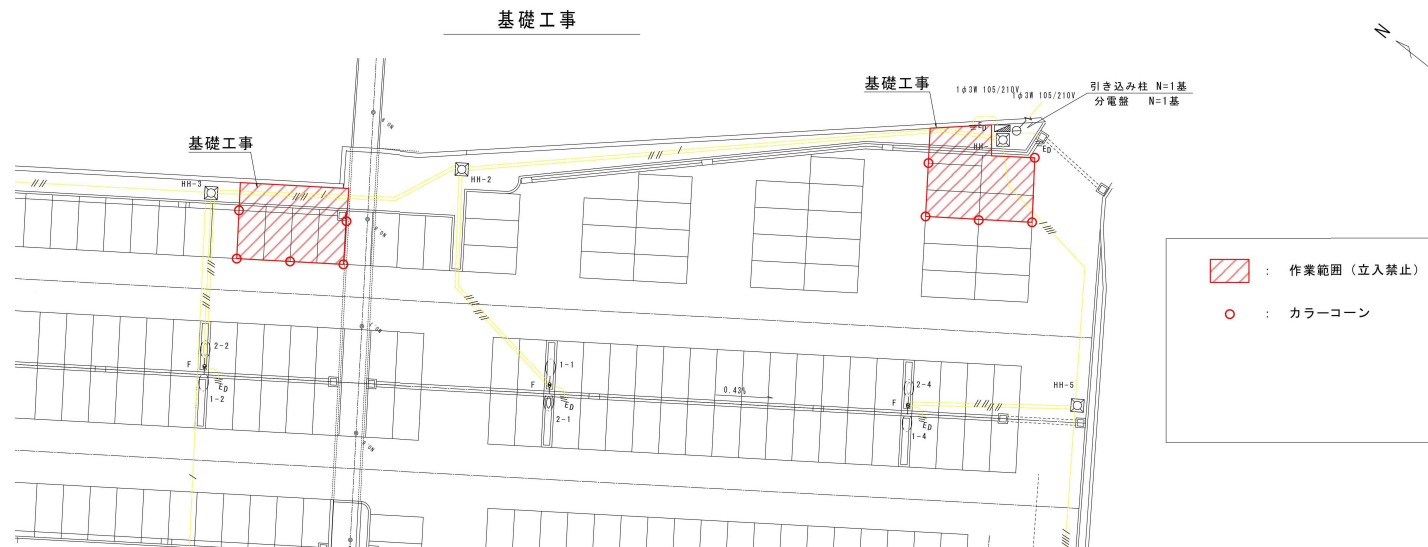 基礎工事
N
基礎工事
1φ3W 105/210V
1φ3W 105/210V
引き込み柱 N=1基
分電盤 N=1基
基礎工事
HH-3
HH-2
HH-
ED
ED
作業範囲（立入禁止）
:
カラーコーン
:
2-2
F
ED
1-2
1-1
F
ED
2-1
0.43%
2-4
F
ED
1-4
HH-5